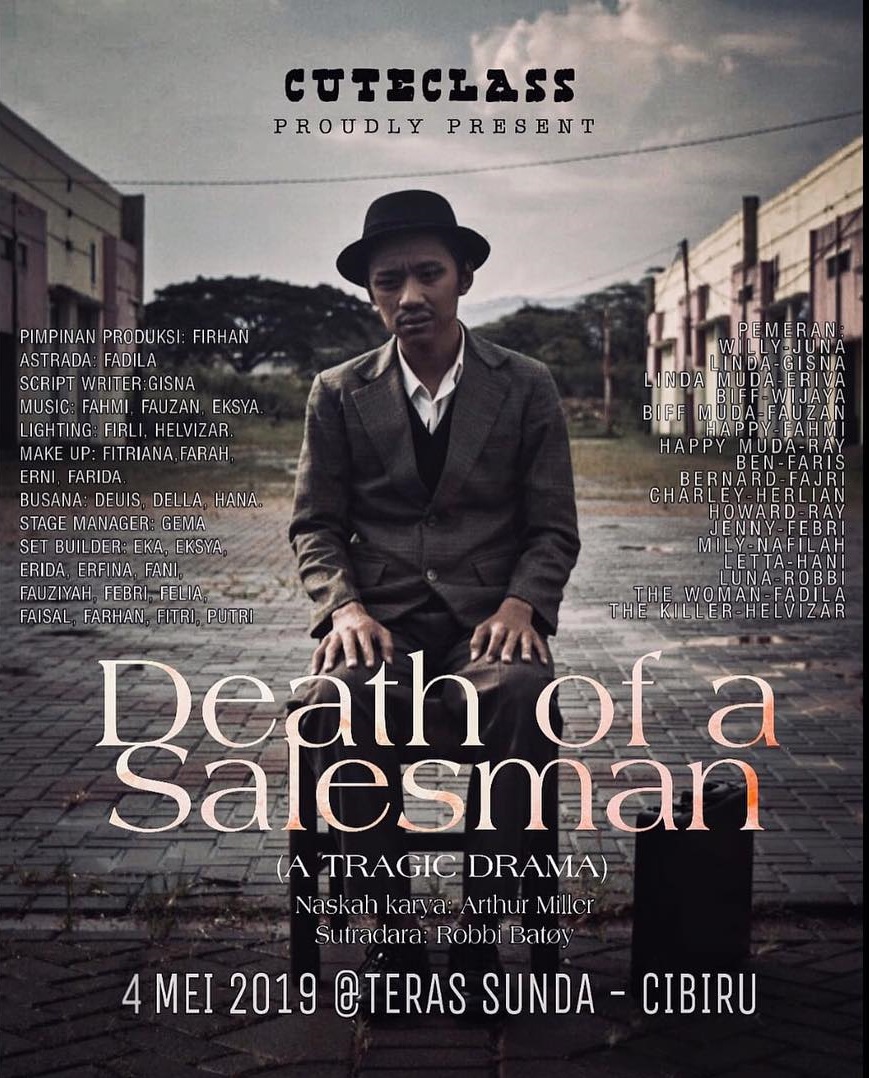 CUTECLASS
PROUDLY PRESENT
PIMPINAN PRODUKSI: FIRHAN
ASTRADA: FADILA
SCRIPT WRITER:GISNA
MUSIC: FAHMI, FAUZAN, EKSYA.
LIGHTING: FIRLI, HELVIZAR.
MAKE UP: FITRIANA,FARAH,
ERNI, FARIDA.
BUSANA: DEUIS, DELLA, HANA.
STAGE MANAGER: GEMA
SET BUILDER: EKA, EKSYA,
ERIDA, ERFINA, FANI,
FAUZIYAH, FEBRI, FELIA,
FAISAL, FARHAN, FITRI, PUTRI
PEMERAN:
WILLY-JUNA
LINDA-GISNA
LINDA MUDA-ERIVA
BIFF-WIJAYA
BIFF MUDA-FAUZAN
HAPPY-FAHMI
HAPPY MUDA-RAY
BEN-FARIS
BERNARD-FAJRI
CHARLEY-HERLIAN
HOWARD-RAY
JENNY-FEBRI
MILY-NAFILAH
LETTA-HANI
LUNA-ROBBI
THE WOMAN-FADILA
THE KILLER-HELVIZAR
Death of a
Salesman
(A TRAGIC DRAMA)
Naskah karya: Arthur Miller
Sutradara: Robbi Batøy
4 MEI 2019 @TERAS SUNDA - CIBIRU